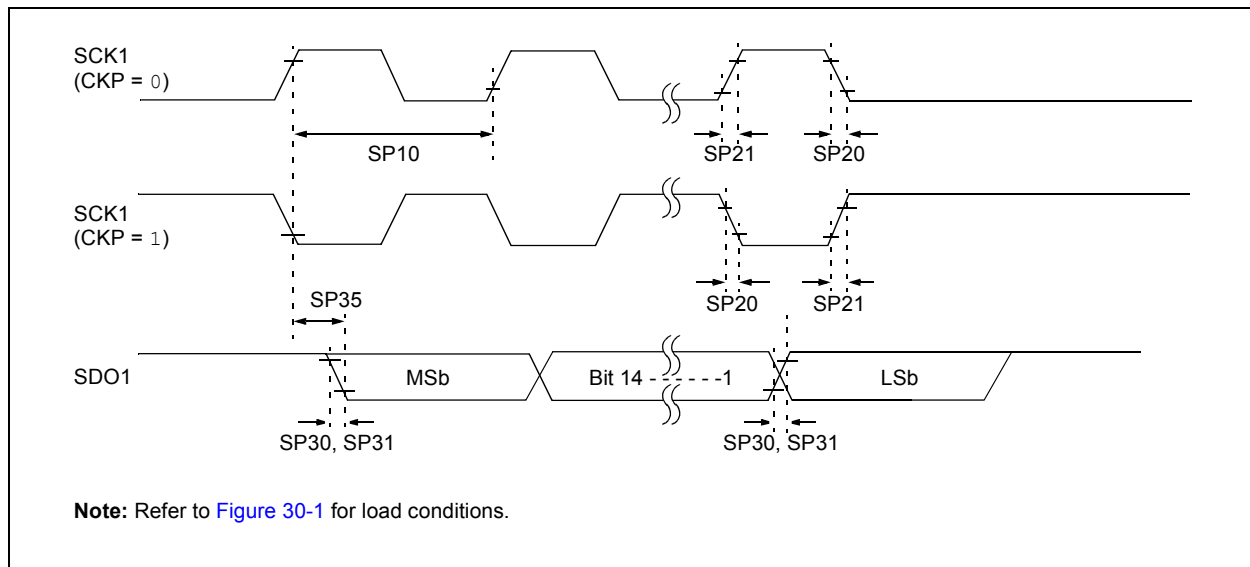 SCK1
(CKP = 0)
SP10
SP21
SP20
SCK1
(CKP = 1)
SP35
SP20
SP21
SDO1
MSb
Bit 14 - - - - - -1
LSb
SP30, SP31
SP30, SP31
Note: Refer to Figure 30-1 for load conditions.